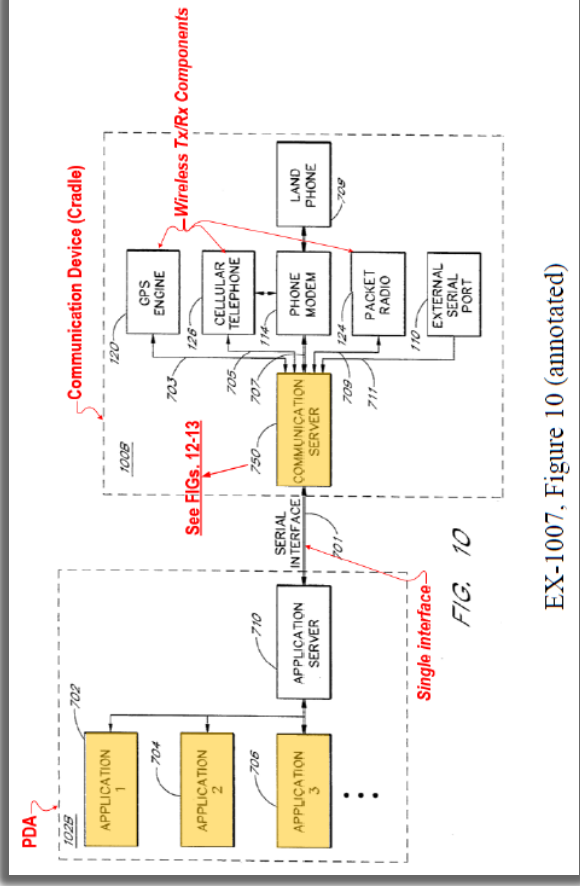 PDA
102B
APPLICATION
1
702
APPLICATION
2
704
APPLICATION
3
706
APPLICATION
SERVER
710
SERIAL
INTERFACE
701
Single interface
Communication Device (Cradle)
100B
See FIGs. 12-13
750
COMMUNICATION
SERVER
703
705
707
709
711
Wireless Tx/Rx Components
120
GPS
ENGINE
126
CELLULAR
TELEPHONE
114
PHONE
MODEM
LAND
PHONE
708
124
PACKET
RADIO
110
EXTERNAL
SERIAL
PORT
FIG. 10
EX-1007, Figure 10 (annotated)